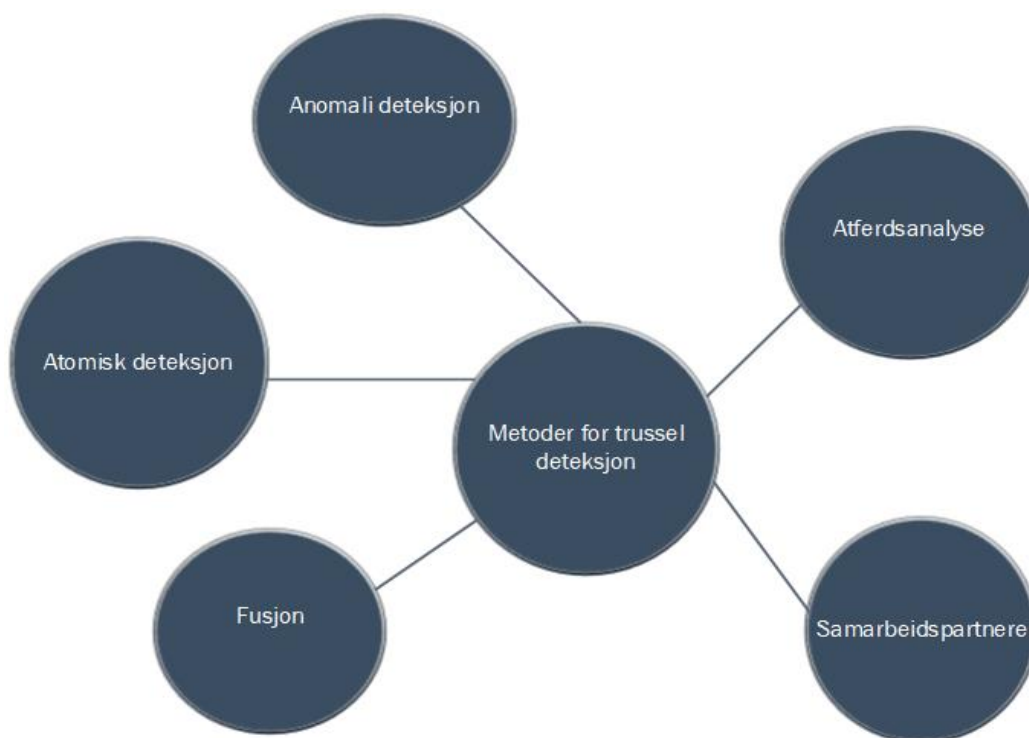 Anomali deteksjon
Atferdsanalyse
Atomisk deteksjon
Metoder for trussel
deteksjon
Fusjon
Samarbeidspartnere